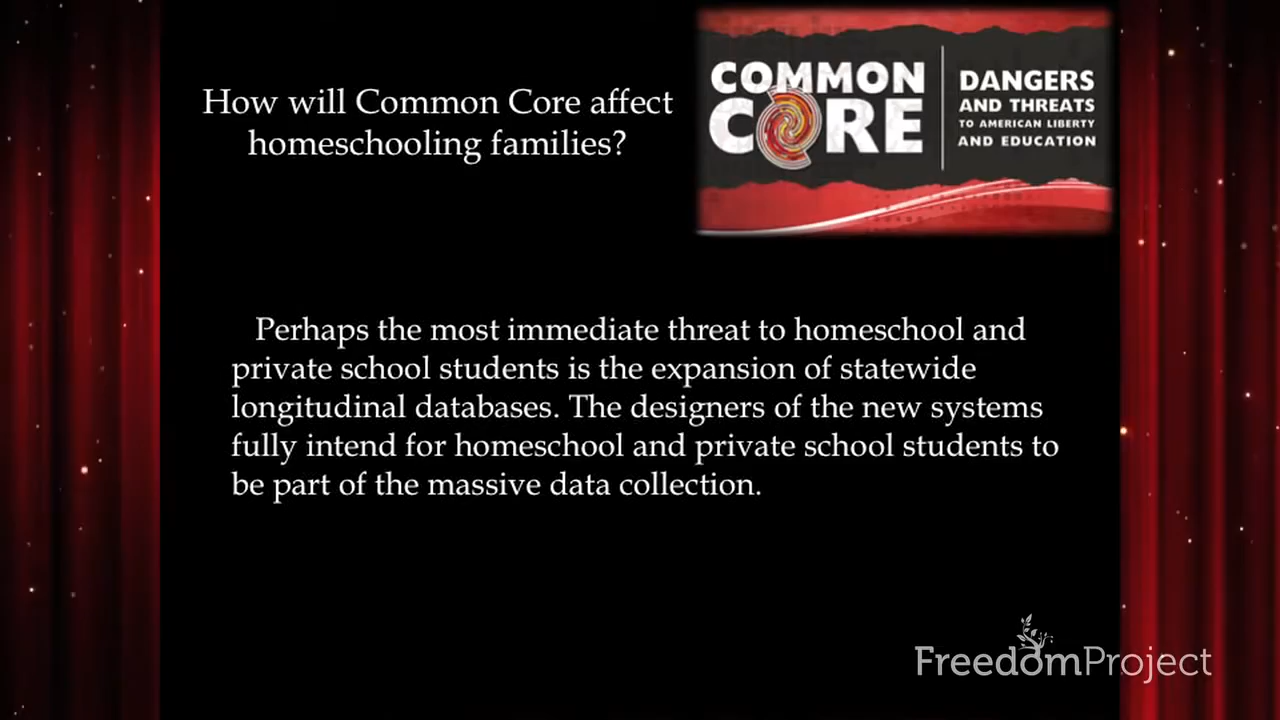 How will Common Core affect
homeschooling families?
COMMON
CORE
DANGERS
AND THREATS
TO AMERICAN LIBERTY
AND EDUCATION
Perhaps the most immediate threat to homeschool and
private school students is the expansion of statewide
longitudinal databases. The designers of the new systems
fully intend for homeschool and private school students to
be part of the massive data collection.
FreedomProject